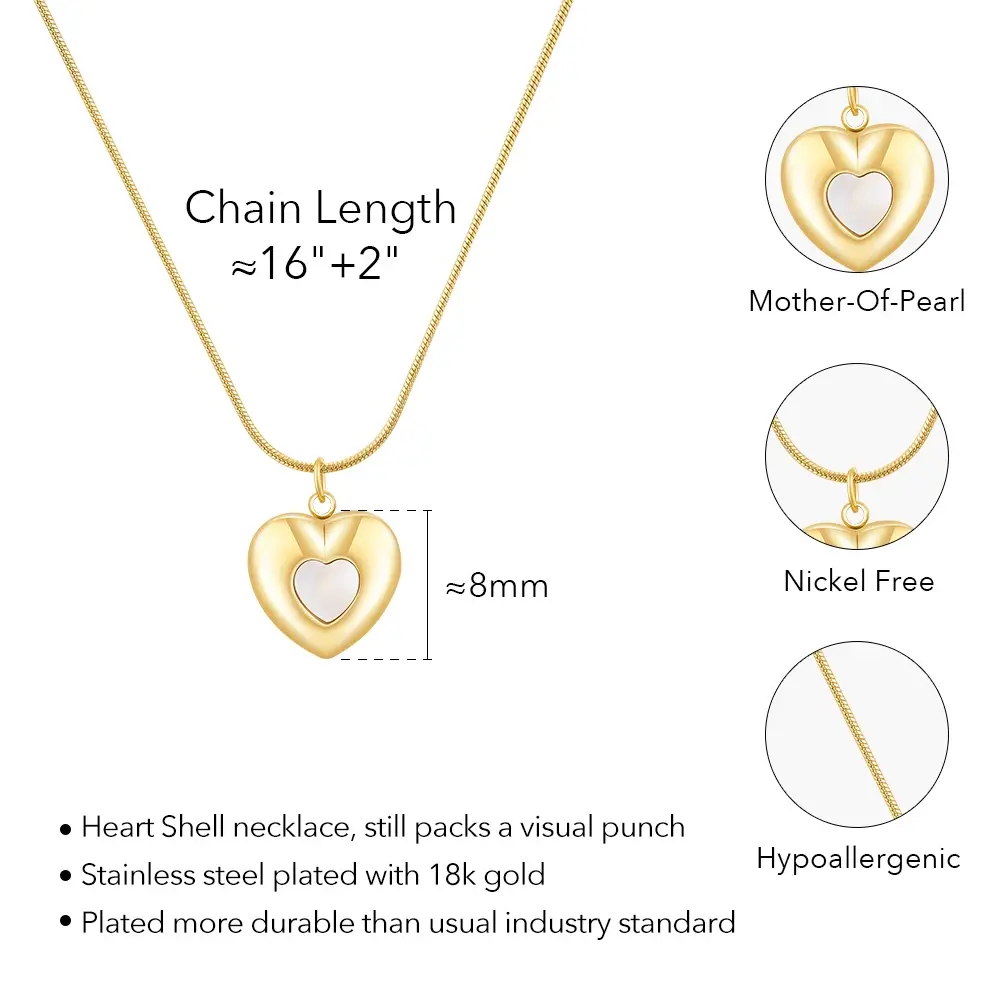 Chain Length
≈16"+2"
Mother-Of-Pearl
≈8mm
Nickel Free
Hypoallergenic
• Heart Shell necklace, still packs a visual punch
• Stainless steel plated with 18k gold
• Plated more durable than usual industry standard